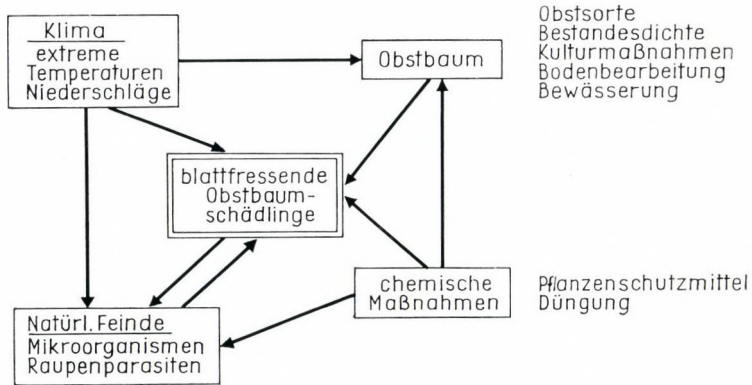 Klima
extreme
Temperaturen
Niederschläge
Obstbaum
Obstsorte
Bestandesdichte
Kulturmaßnahmen
Bodenbearbeitung
Bewässerung
blattfressende
Obstbaum-
schädlinge
chemische
Maßnahmen
Pflanzenschutzmittel
Düngung
Natürl. Feinde
Mikroorganismen
Raupenparasiten